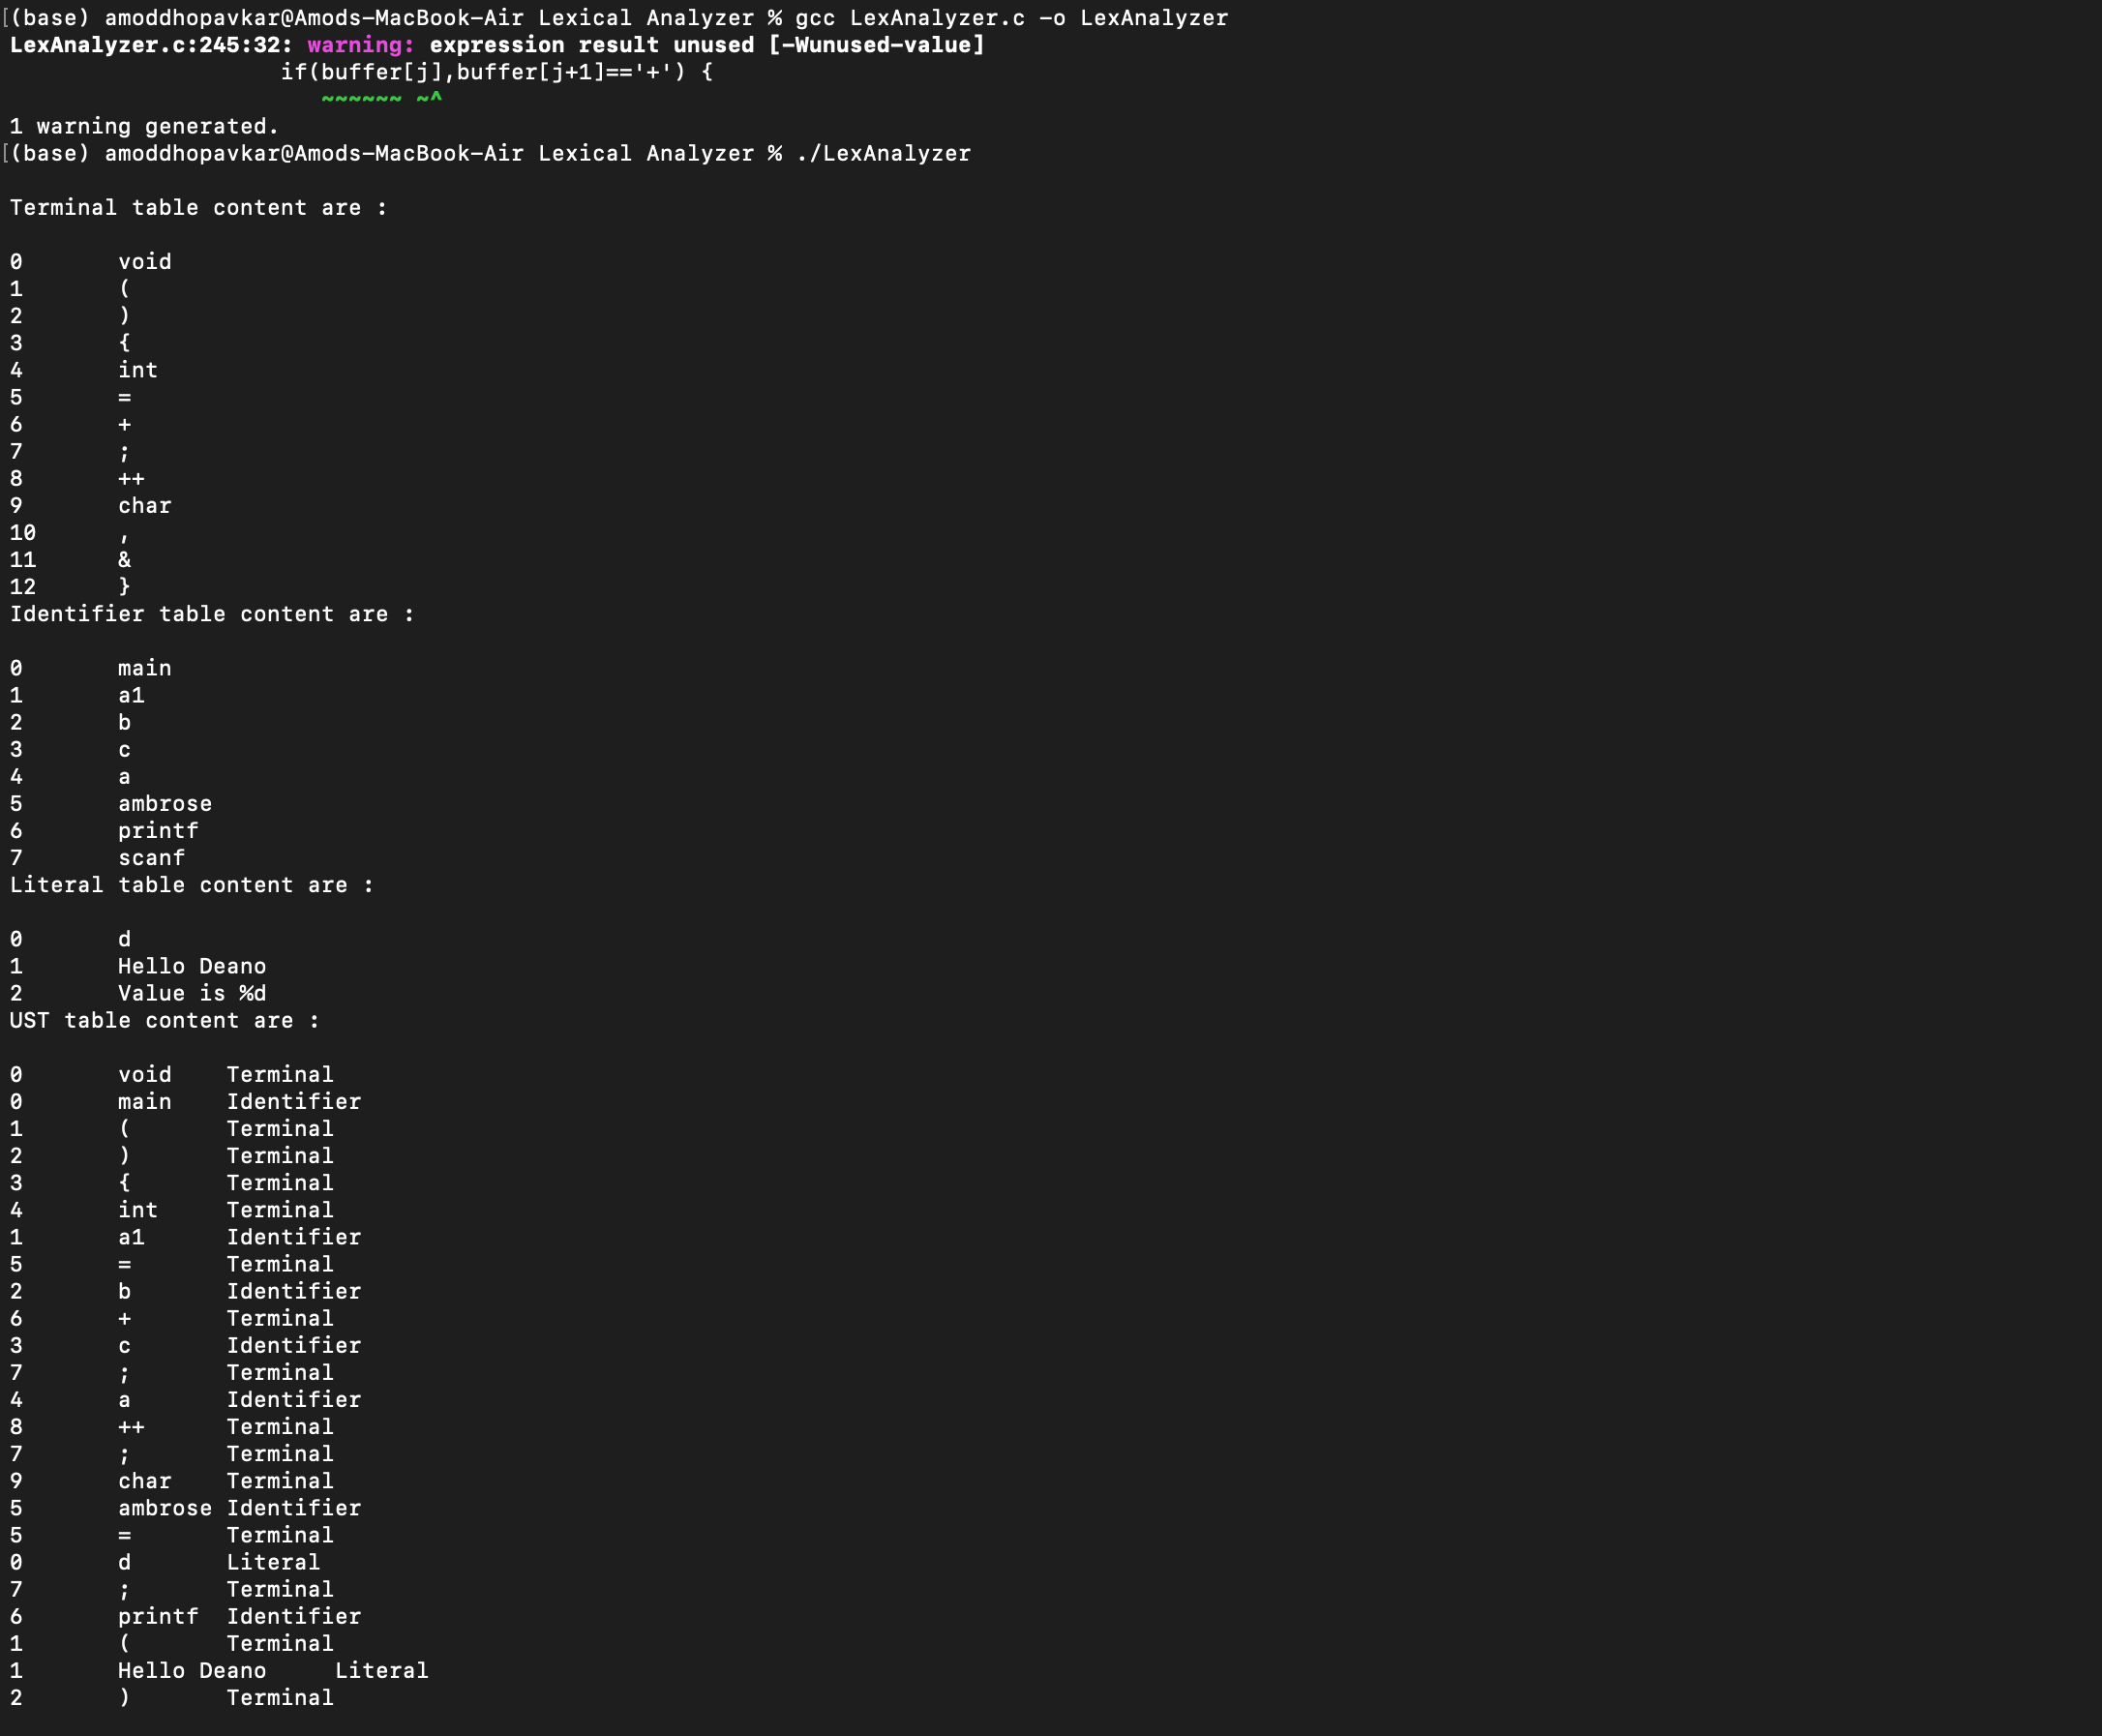 [(base) amoddhopavkar@Amods-MacBook-Air Lexical Analyzer % gcc LexAnalyzer.c -o LexAnalyzer
LexAnalyzer.c:245:32: warning: expression result unused [-Wunused-value]
                    if(buffer[j],buffer[j+1]=='+') {
                       ~~~~~~ ~^
1 warning generated.
[(base) amoddhopavkar@Amods-MacBook-Air Lexical Analyzer % ./LexAnalyzer
Terminal table content are :
0 void
1 (
2 )
3 {
4 int
5 =
6 +
7 ;
8 ++
9 char
10 ,
11 &
12 }
Identifier table content are :
0 main
1 a1
2 b
3 c
4 a
5 ambrose
6 printf
7 scanf
Literal table content are :
0 d
1 Hello Deano
2 Value is %d
UST table content are :
0 void Terminal
0 main Identifier
1 ( Terminal
2 ) Terminal
3 { Terminal
4 int Terminal
1 a1 Identifier
5 = Terminal
2 b Identifier
6 + Terminal
3 c Identifier
7 ; Terminal
4 a Identifier
8 ++ Terminal
7 ; Terminal
9 char Terminal
5 ambrose Identifier
5 = Terminal
0 d Literal
7 ; Terminal
6 printf Identifier
1 ( Terminal
1 Hello Deano Literal
2 ) Terminal